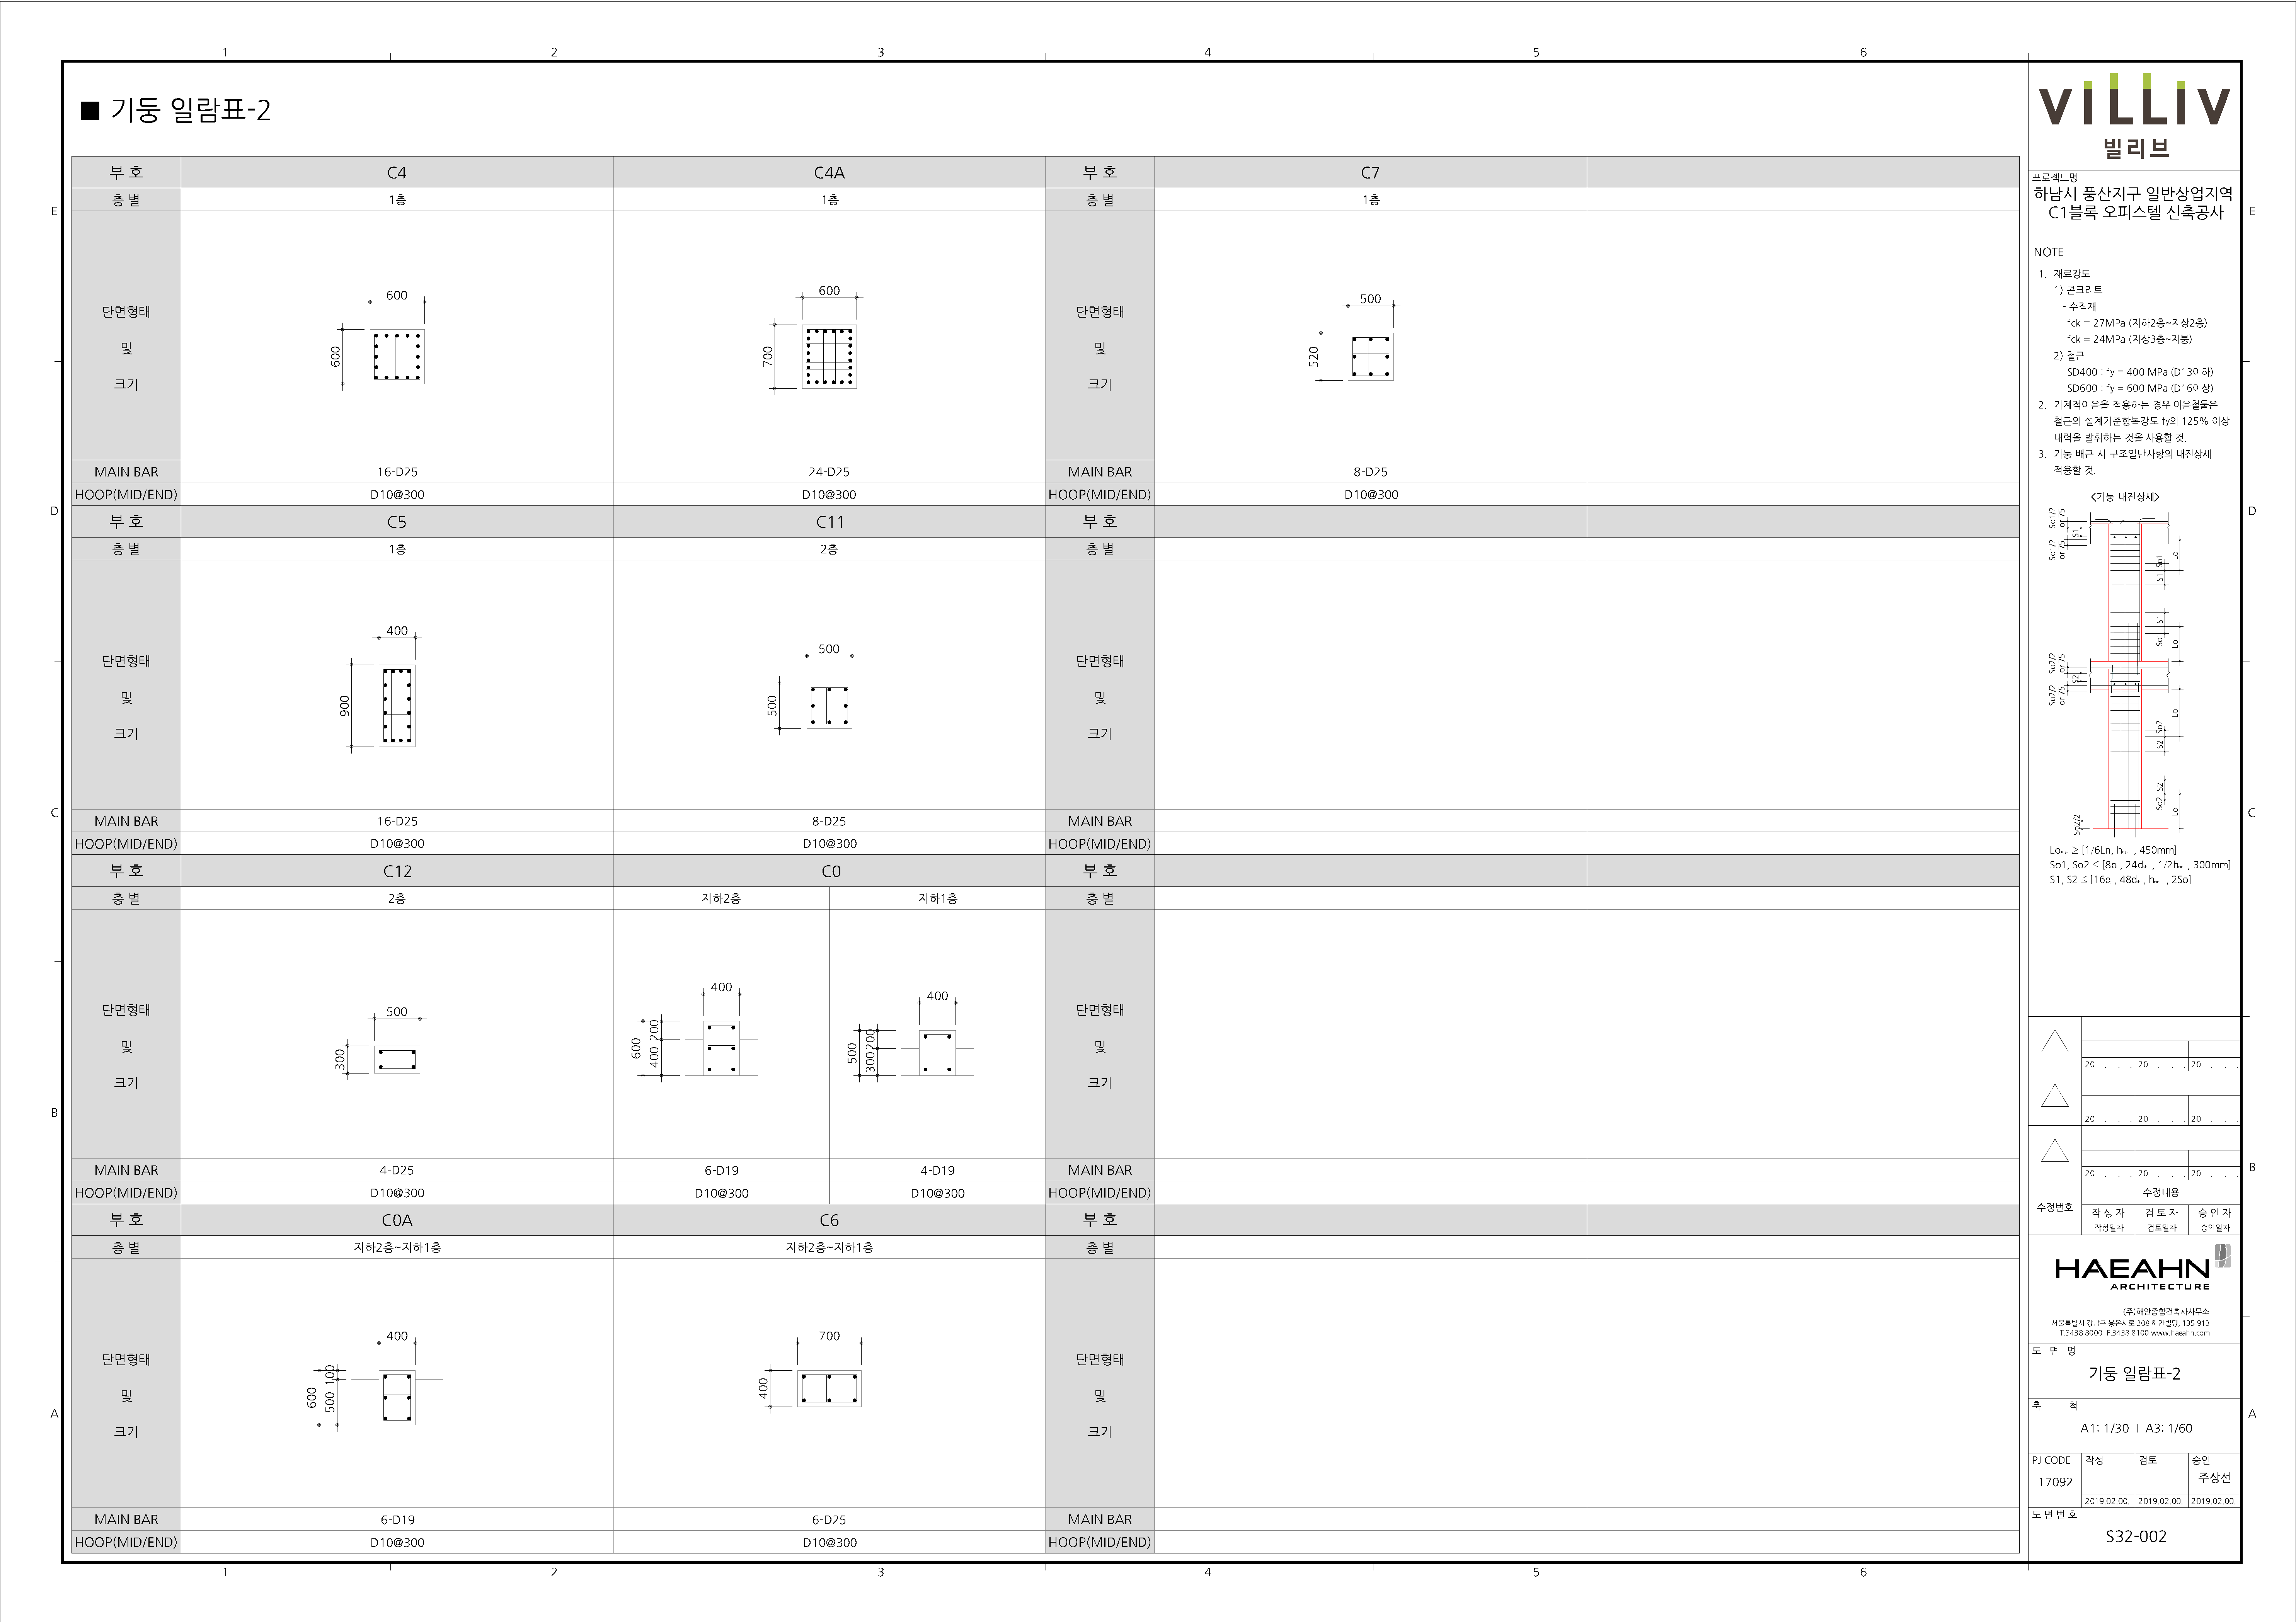 1 2 3 4 5 6
■ 기둥 일람표-2
부 호 C4 C4A 부 호 C7
층 별 1층 1층 층 별 1층
단면형태 단면형태
및 및
크기 크기
600 600
600 700
500 520
MAIN BAR 16-D25 24-D25 MAIN BAR 8-D25
HOOP(MID/END) D10@300 D10@300 HOOP(MID/END) D10@300
부 호 C5 C11 부 호
층 별 1층 2층 층 별
단면형태 단면형태
및 및
크기 크기
400 900
500 500
MAIN BAR 16-D25 8-D25 MAIN BAR
HOOP(MID/END) D10@300 D10@300 HOOP(MID/END)
부 호 C12 C0 부 호
층 별 2층 지하2층 지하1층 층 별
단면형태 단면형태
및 및
크기 크기
500 300
400 600 400 200
400 500 300 200
MAIN BAR 4-D25 6-D19 4-D19 MAIN BAR
HOOP(MID/END) D10@300 D10@300 D10@300 HOOP(MID/END)
부 호 C0A C6 부 호
층 별 지하2층~지하1층 지하2층~지하1층 층 별
단면형태 단면형태
및 및
크기 크기
400 600 500 100
700 400
MAIN BAR 6-D19 6-D25 MAIN BAR
HOOP(MID/END) D10@300 D10@300 HOOP(MID/END)
1 2 3 4 5 6
E D C B A
E D C B A
VILLIV
빌리브
프로젝트명
하남시 풍산지구 일반상업지역
C1블록 오피스텔 신축공사
NOTE
1. 재료강도
1) 콘크리트
- 수직재
fck = 27MPa (지하2층~지상2층)
fck = 24MPa (지상3층~지붕)
2) 철근
SD400 : fy = 400 MPa (D13이하)
SD600 : fy = 600 MPa (D16이상)
2. 기계적이음을 적용하는 경우 이음철물은
철근의 설계기준항복강도 fy의 125% 이상
내력을 발휘하는 것을 사용할 것.
3. 기둥 배근 시 구조일반사항의 내진상세
적용할 것.
<기둥 내진상세>
So1/2 or 75 S1
So1/2 or 75
So1 S1 Lo
S1 So1 Lo
So2/2 or 75 S2
So2/2 or 75
So2 S2 Lo
S2 So2 Lo
So2/2
Lo ≥ [1/6Ln, h , 450mm]
So1, So2 ≤ [8d , 24d , 1/2h , 300mm]
S1, S2 ≤ [16d , 48d , h , 2So]
20 . . . 20 . . . 20 . . .
20 . . . 20 . . . 20 . . .
20 . . . 20 . . . 20 . . .
수정번호 수정내용
작 성 자 검 토 자 승 인 자
작성일자 검토일자 승인일자
HAEAHN
ARCHITECTURE
(주)해안종합건축사사무소
서울특별시 강남구 봉은사로 208 해안빌딩, 135-913
T.3438 8000 F.3438 8100 www.haeahn.com
도 면 명
기둥 일람표-2
축 척
A1: 1/30 I A3: 1/60
PJ CODE 작성 검토 승인
17092 주상선
2019.02.00. 2019.02.00. 2019.02.00.
도 면 번 호
S32-002